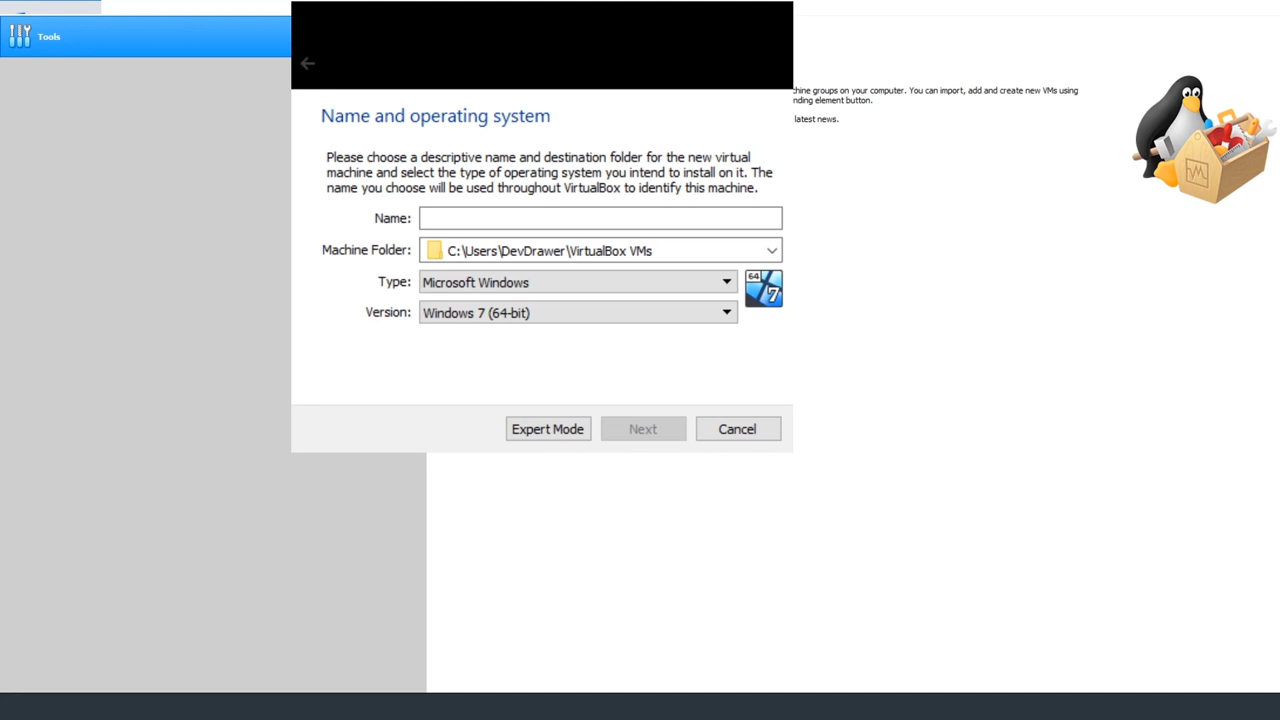 Tools
Name and operating system
Please choose a descriptive name and destination folder for the new virtual
machine and select the type of operating system you intend to install on it. The
name you choose will be used throughout VirtualBox to identify this machine.
Name:
Machine Folder: C:\Users\DevDrawer\VirtualBox VMs
Type: Microsoft Windows
64
7
Version: Windows 7 (64-bit)
Expert Mode Next Cancel
hine groups on your computer. You can import, add and create new VMs using
nding element button.
latest news.